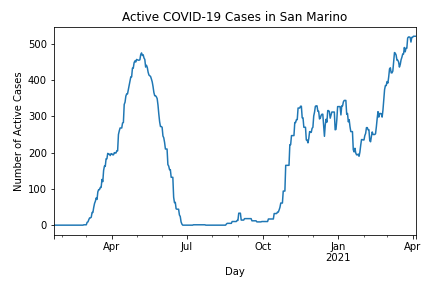 Active COVID-19 Cases in San Marino
Number of Active Cases
500
400
300
200
100
0
Apr
Jul
Oct
Jan
2021
Apr
Day